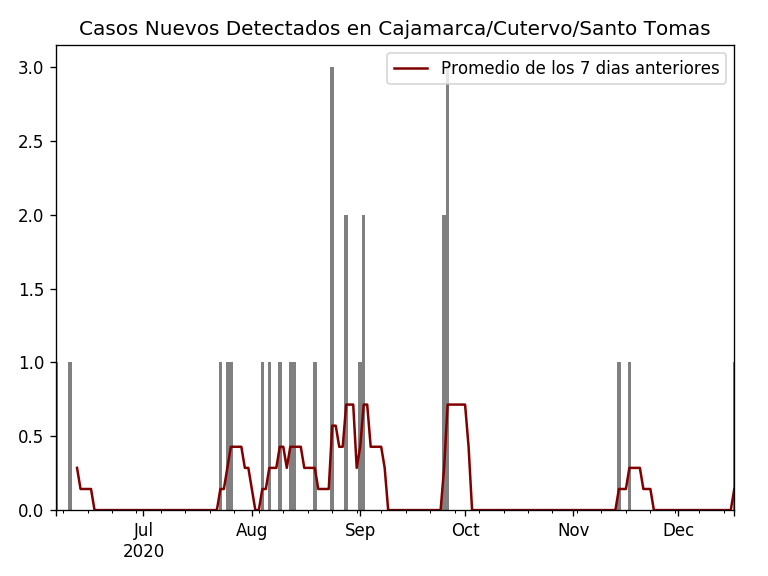 Casos Nuevos Detectados en Cajamarca/Cutervo/Santo Tomas
Promedio de los 7 dias anteriores
3.0
2.5
2.0
1.5
1.0
0.5
0.0
Jul Aug Sep Oct Nov Dec
2020